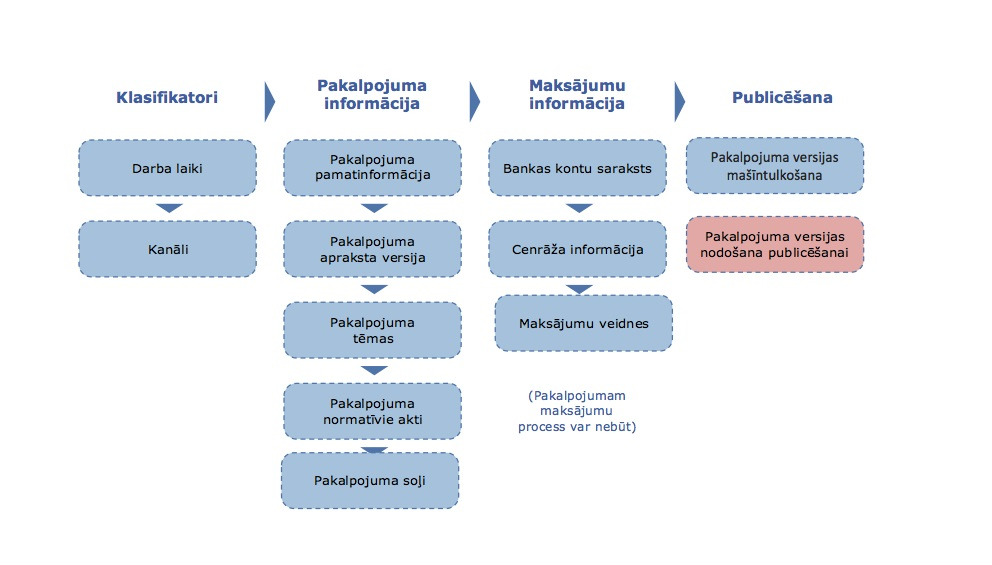 Klasifikatori
Pakalpojuma
informācija
Maksājumu
informācija
Publicēšana
Darba laiki
Kanāli
Pakalpojuma
pamatinformācija
Pakalpojuma
apraksta versija
Pakalpojuma
tēmas
Pakalpojuma
normatīvie akti
Pakalpojuma soļi
Bankas kontu saraksts
Cenrāža informācija
Maksājumu veidnes
(Pakalpojumam
maksājumu
process var nebūt)
Pakalpojuma versijas
mašīntulkošana
Pakalpojuma versijas
nodošana publicēšanai